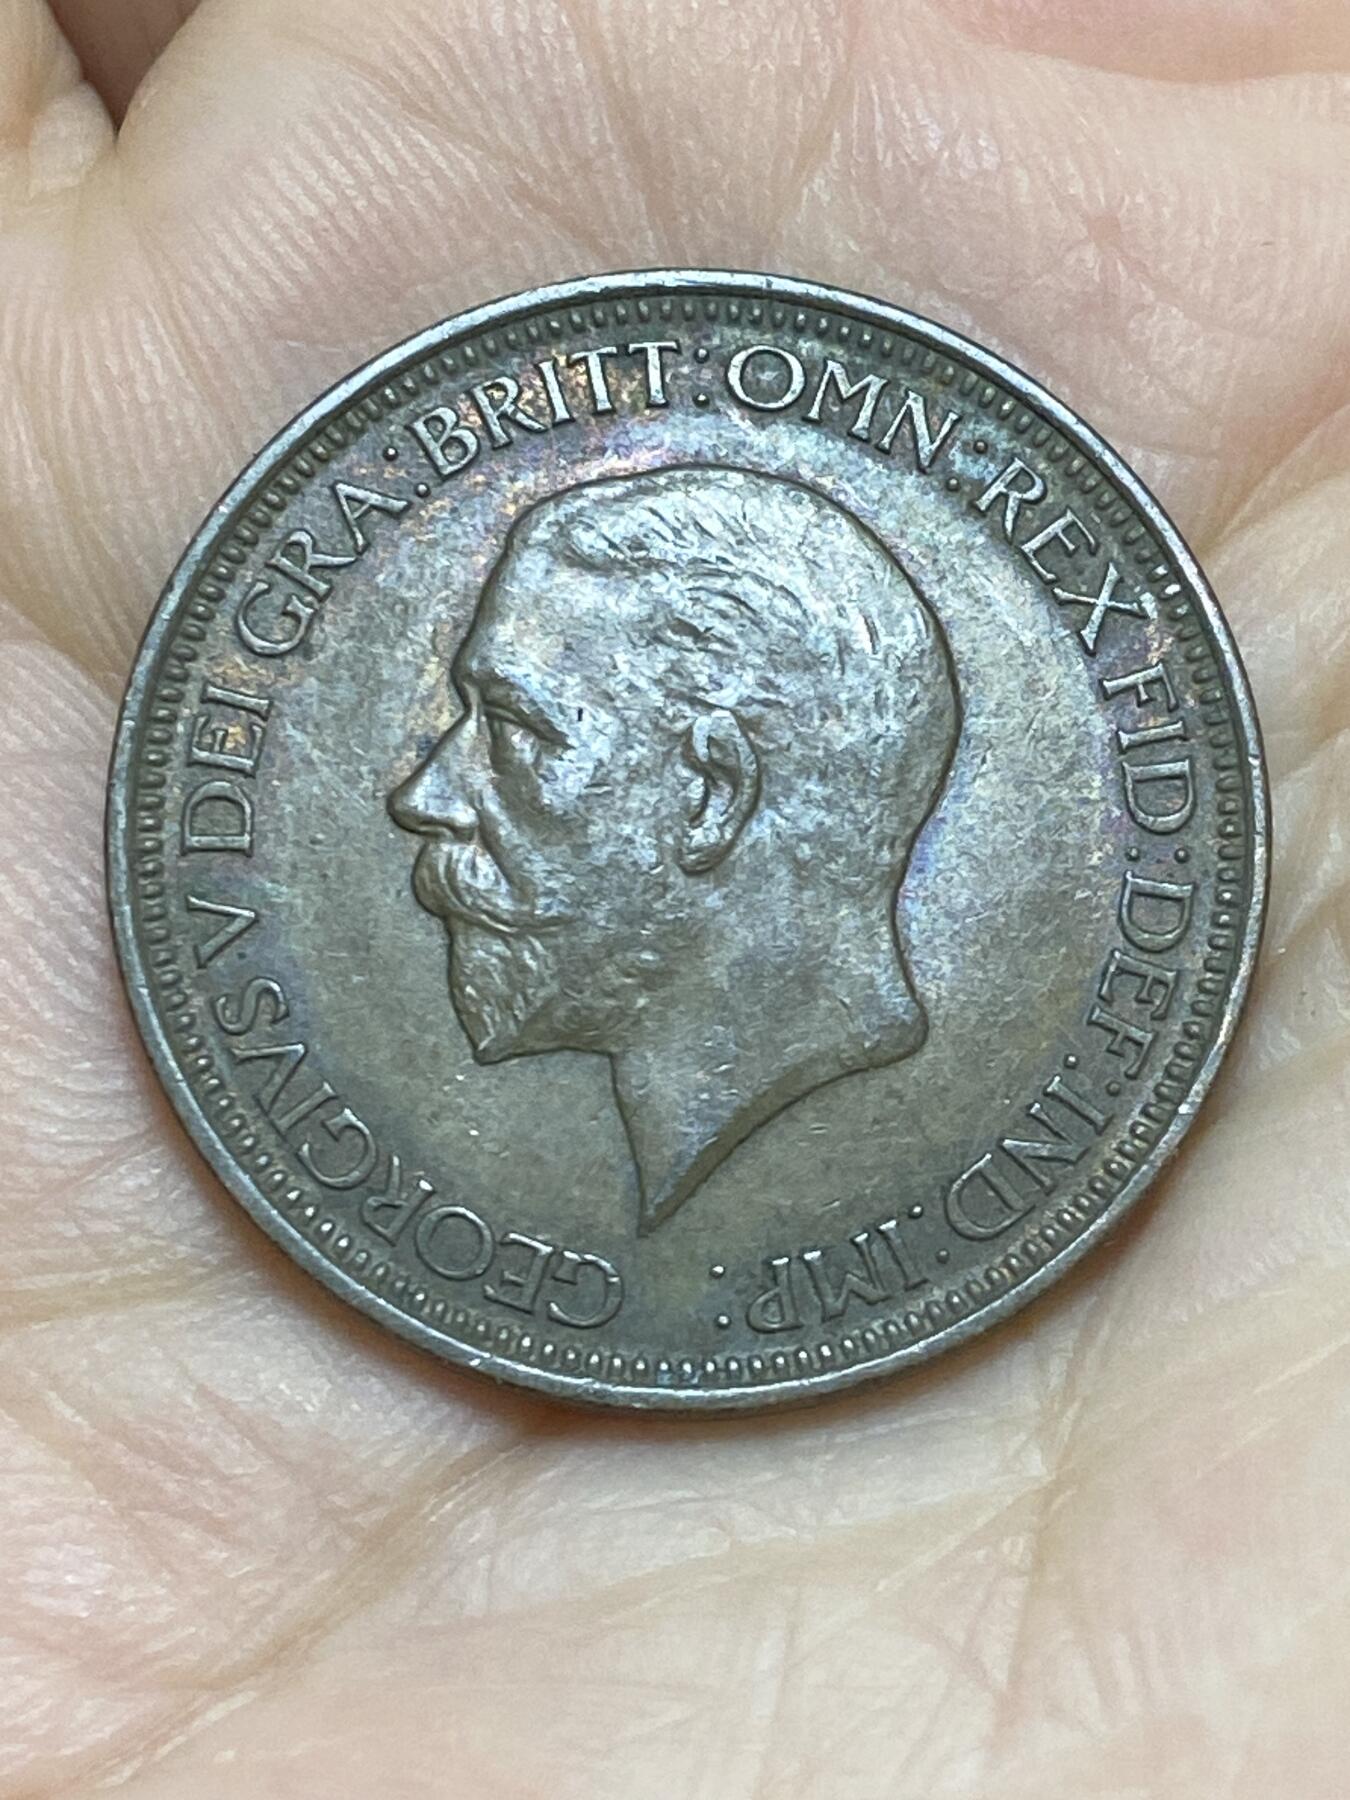 GEORGIVS V DEI GRA:BRITT:OMN:REX FID:DEF:IND:IMP: